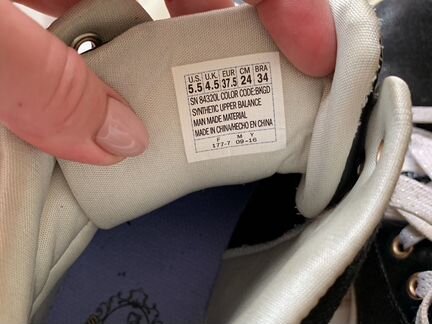 U.S. U.K. EUR CM BRA
5.5 4.5 37.5 24 34
SN 84320L COLOR CODE:BKGD
SYNTHETIC UPPER BALANCE
MAN MADE MATERIAL
MADE IN CHINA/HECHO EN CHINA
F M Y
177-7 09-16